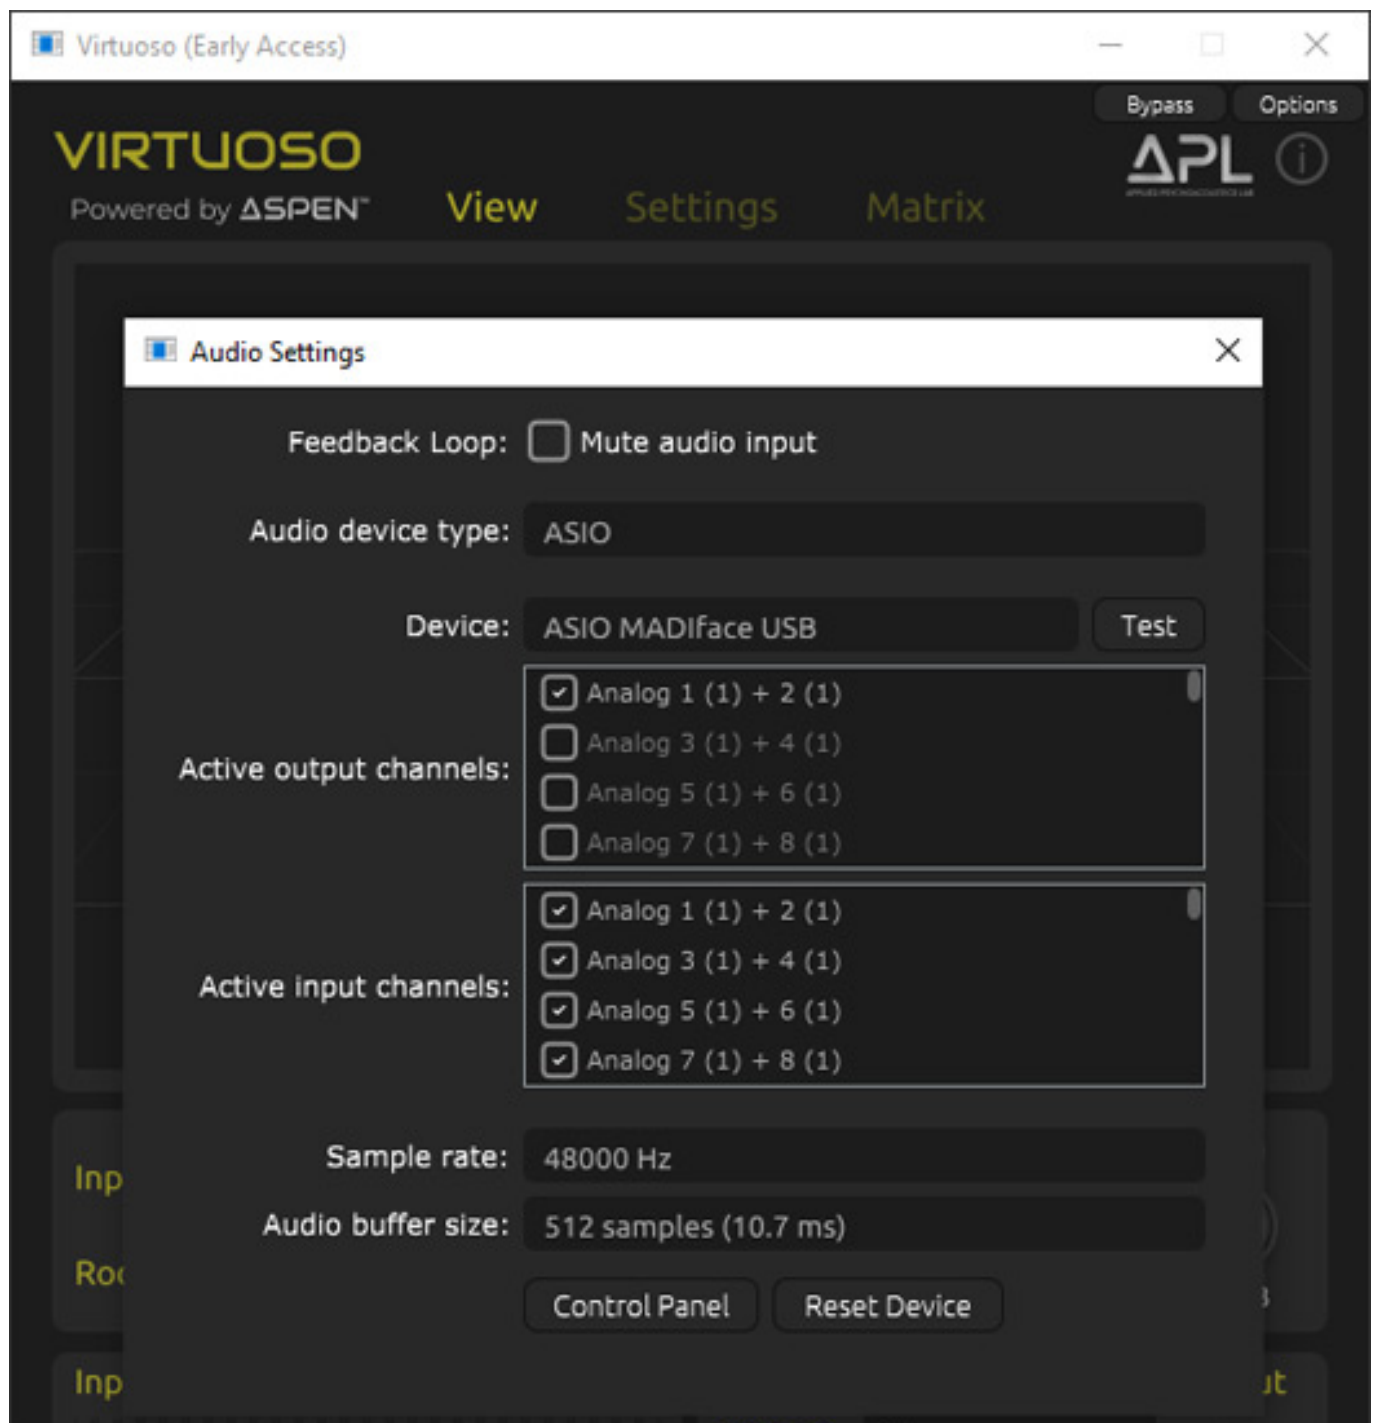 Virtuoso (Early Access)
Bypass Options
VIRTUOSO
APL
Powered by ASPEN™ View Settings Matrix
Audio Settings
Feedback Loop: Mute audio input
Audio device type: ASIO
Device: ASIO MADIface USB Test
Active output channels:
Analog 1 (1) + 2 (1)
Analog 3 (1) + 4 (1)
Analog 5 (1) + 6 (1)
Analog 7 (1) + 8 (1)
Active input channels:
Analog 1 (1) + 2 (1)
Analog 3 (1) + 4 (1)
Analog 5 (1) + 6 (1)
Analog 7 (1) + 8 (1)
Sample rate: 48000 Hz
Audio buffer size: 512 samples (10.7 ms)
Control Panel Reset Device
Inp
Inp